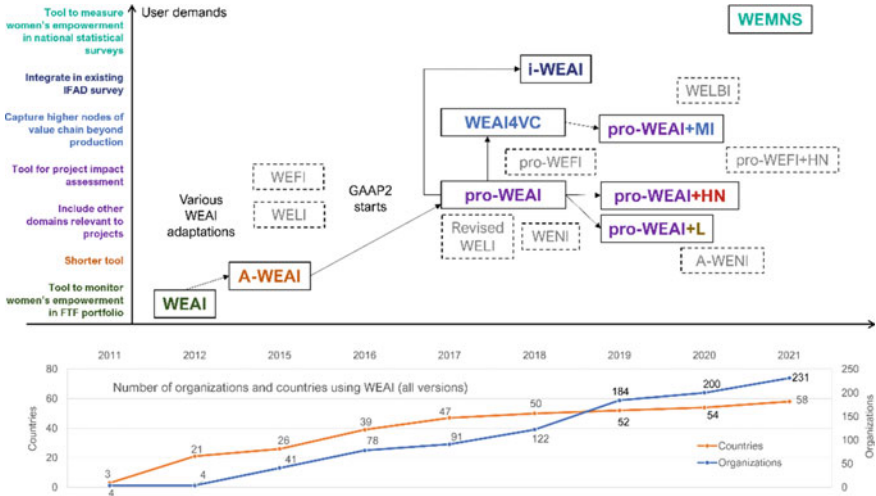 Tool to measure
women's empowerment
in national statistical
surveys
User demands
WEMNS
Integrate in existing
IFAD survey
i-WEAI
WELBI
Capture higher nodes of
value chain beyond
production
WEAI4VC
pro-WEAI+MI
pro-WEFI
pro-WEFI+HN
Tool for project impact
assessment
WEFI
Various
WEAI
adaptations
GAAP2
starts
pro-WEAI
pro-WEAI+HN
Include other
domains relevant to
projects
WELI
Revised
WELI
WENI
pro-WEAI+L
A-WENI
Shorter tool
A-WEAI
Tool to monitor
women's empowerment
in FTF portfolio
WEAI
2011 2012 2015 2016 2017 2018 2019 2020 2021
Number of organizations and countries using WEAI (all versions)
Countries
80
60
40
20
0
3 21 26 39 47 50 52 54 58
4 4 41 78 91 122 184 200 231
Countries
Organizations
250
200
150
100
50
0
Organizations